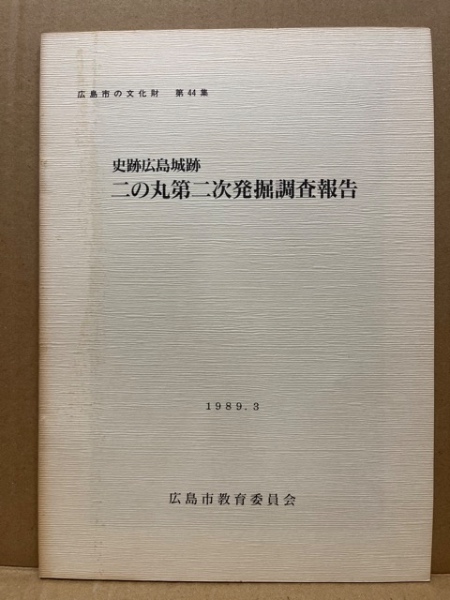 広島市の文化財 第44集
史跡広島城跡
二の丸第二次発掘調査報告
1989.3
広島市教育委員会